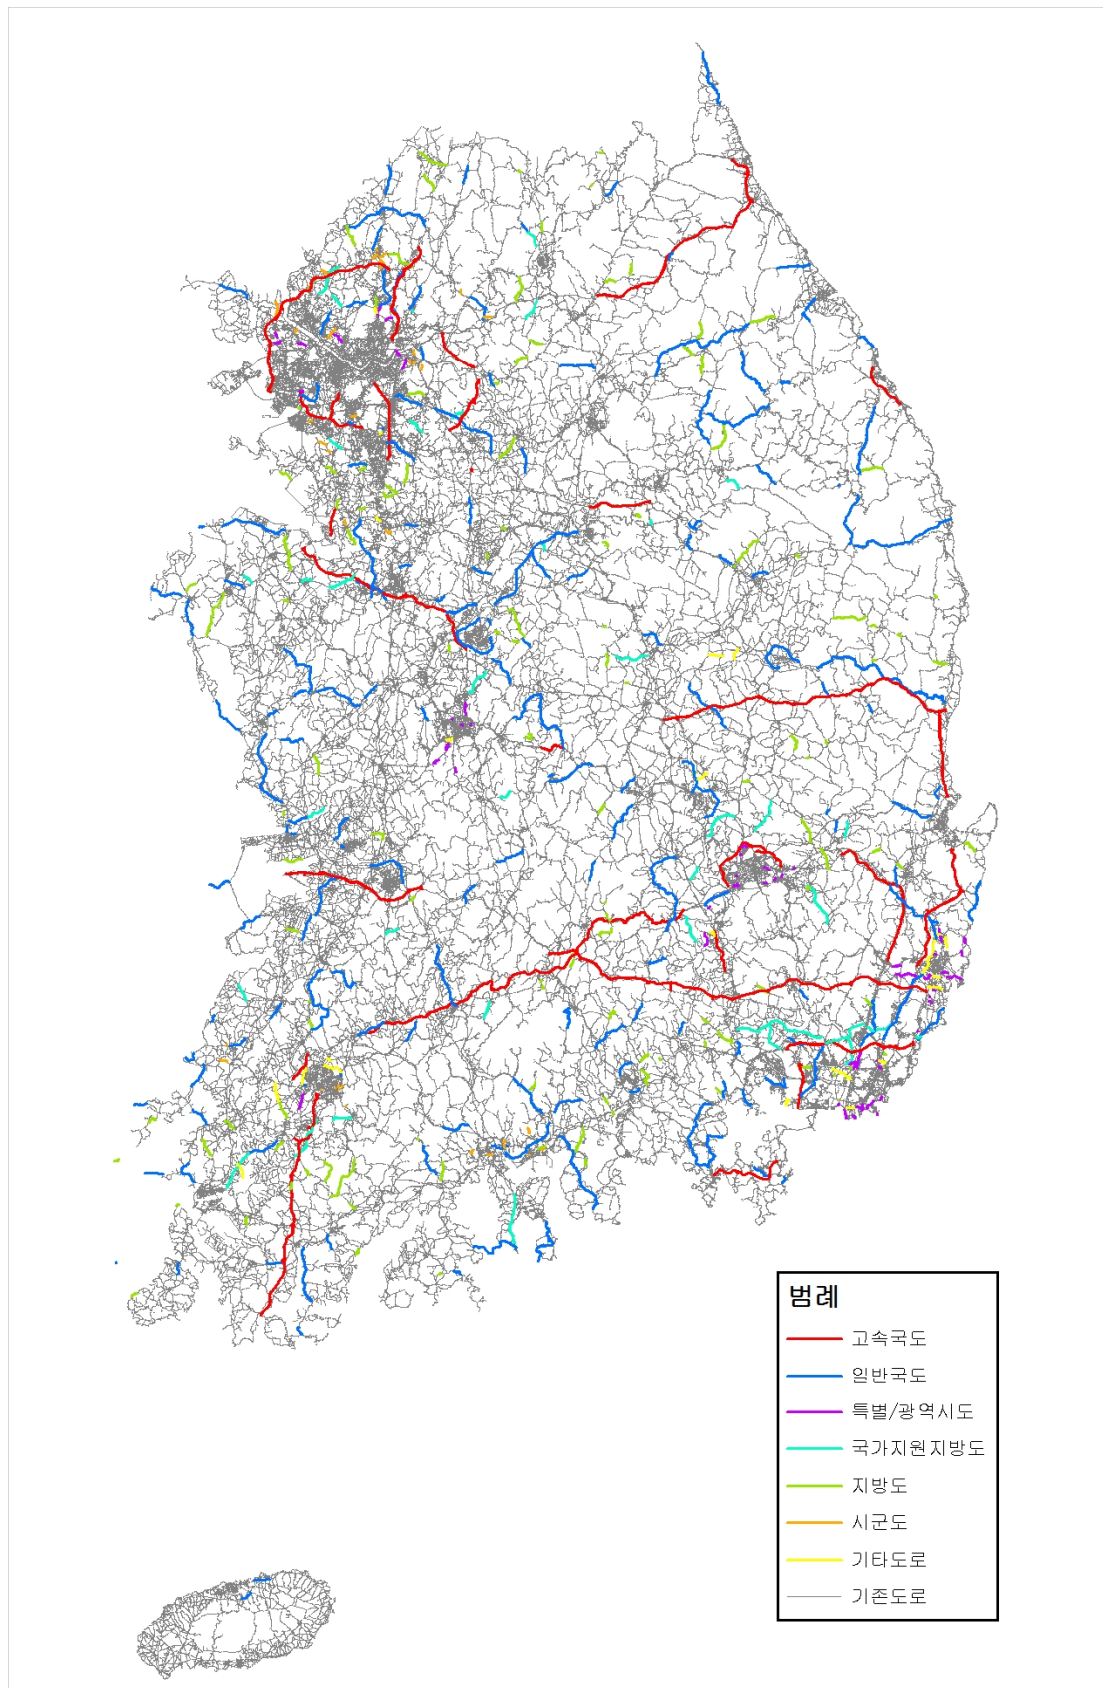 범례
고속국도
일반국도
특별/광역시도
국가지원지방도
지방도
시군도
기타도로
기존도로